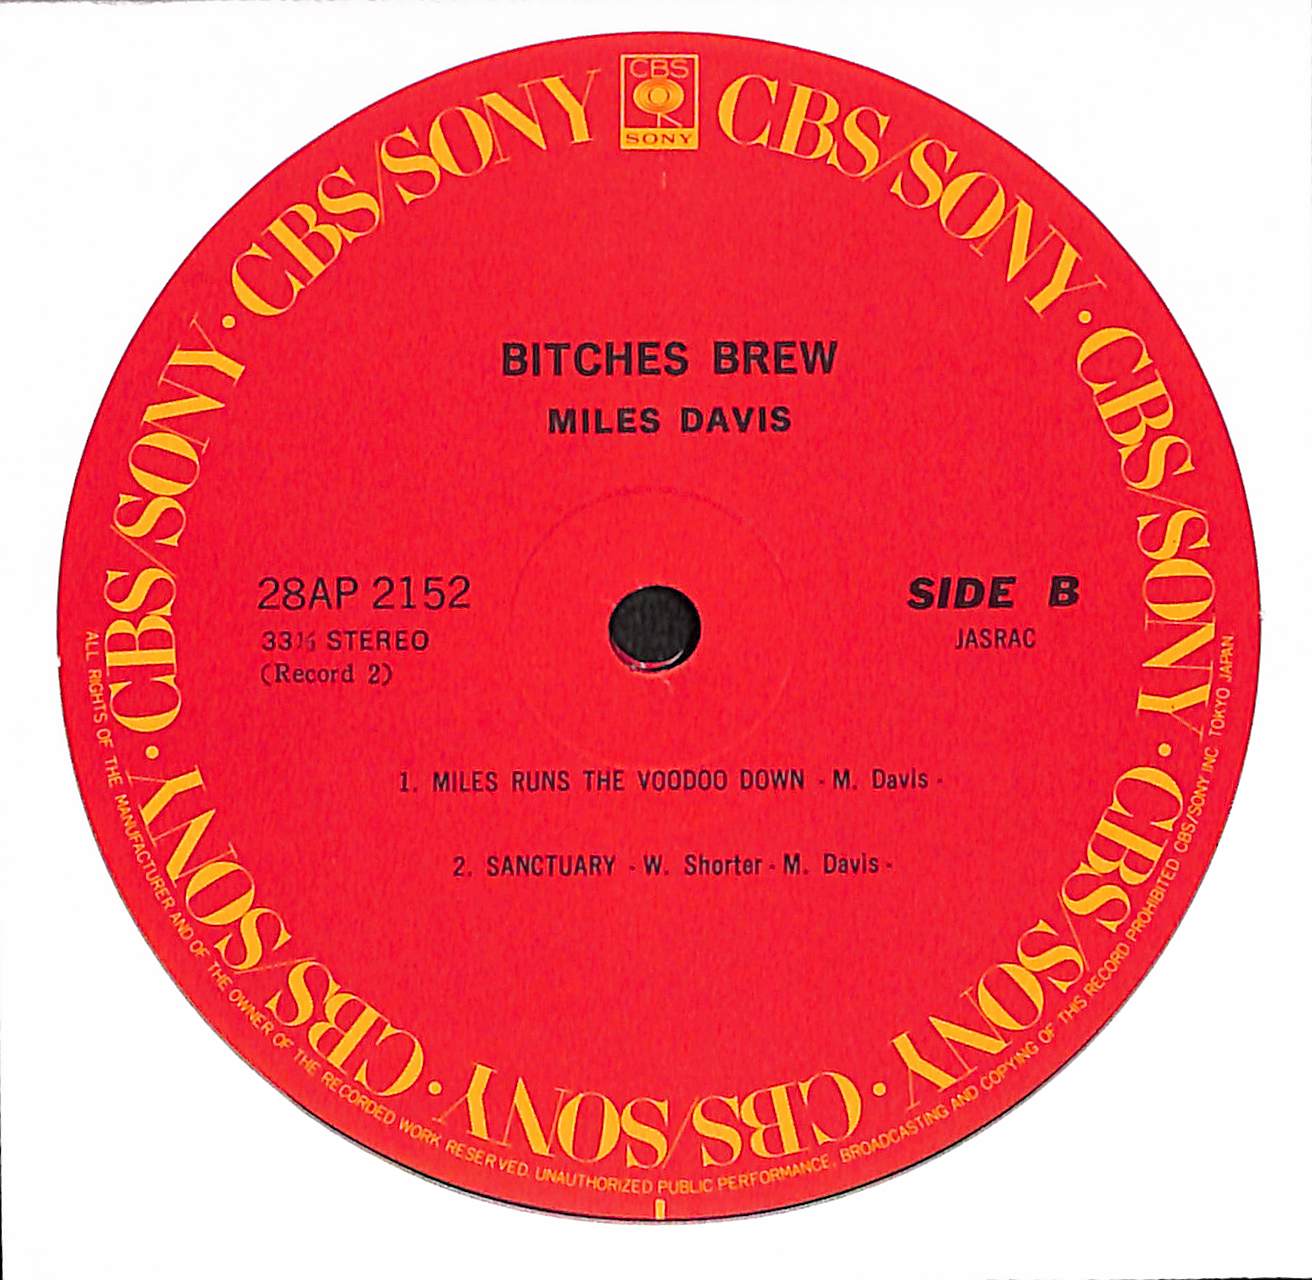 CBS
SONY
CBS/SONY · CBS/SONY · CBS/SONY · CBS/SONY · CBS/SONY · CBS/SONY · CBS/SONY
BITCHES BREW
MILES DAVIS
28AP 2152
33⅓ STEREO
(Record 2)
SIDE B
JASRAC
1. MILES RUNS THE VOODOO DOWN - M. Davis -
2. SANCTUARY - W. Shorter - M. Davis -
ALL RIGHTS OF THE MANUFACTURER AND OF THE OWNER OF THE RECORDED WORK RESERVED. UNAUTHORIZED PUBLIC PERFORMANCE, BROADCASTING AND COPYING OF THIS RECORD PROHIBITED CBS/SONY INC. TOKYO JAPAN.